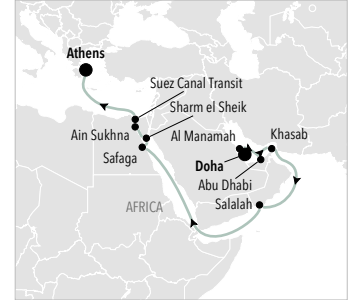 Athens
Suez Canal Transit
Sharm el Sheik
Ain Sukhna
Al Manamah
Khasab
Safaga
Doha
Abu Dhabi
Salalah
AFRICA